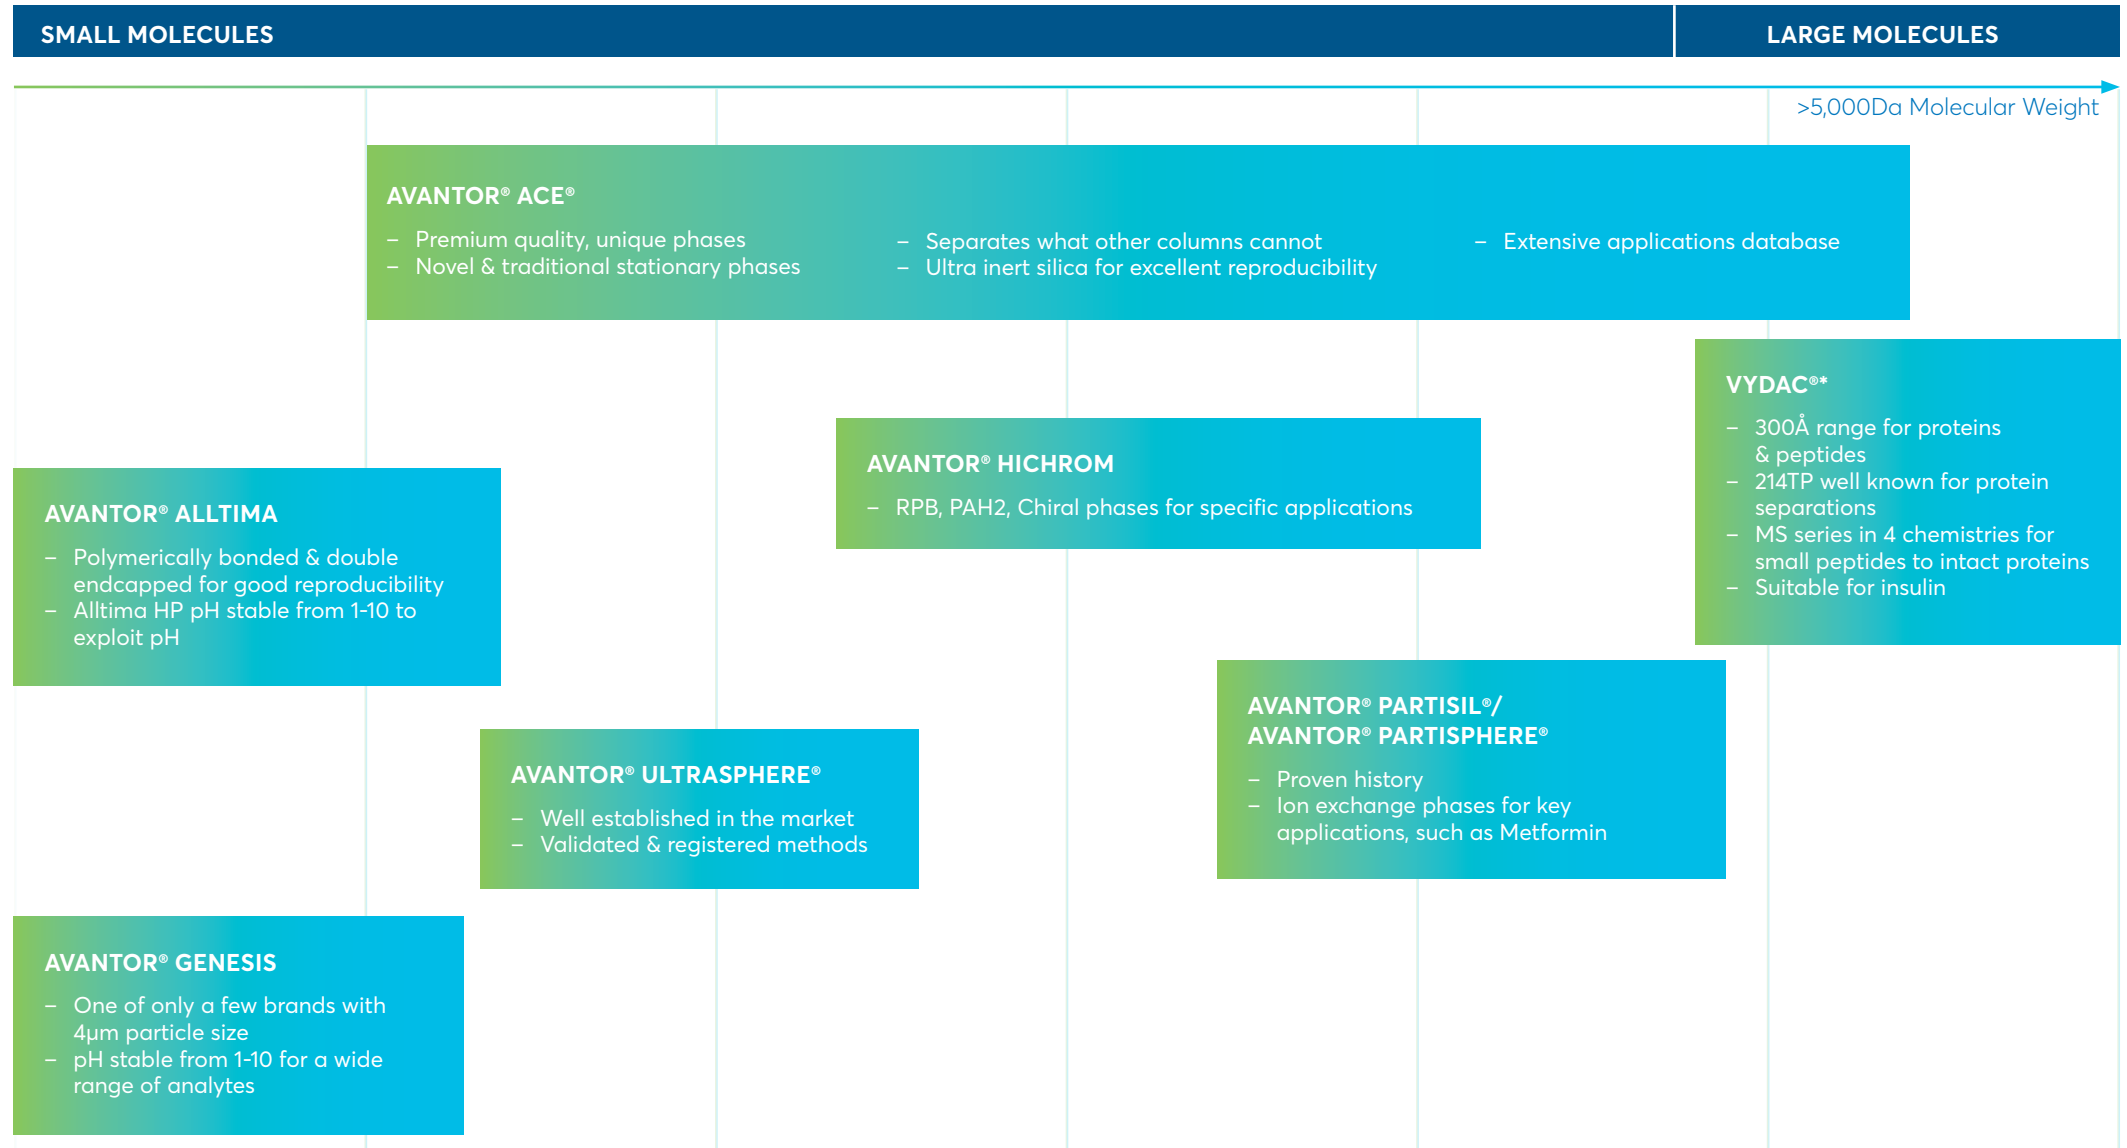 SMALL MOLECULES
LARGE MOLECULES
>5,000Da Molecular Weight
AVANTOR® ACE®
– Premium quality, unique phases
– Novel & traditional stationary phases
– Separates what other columns cannot
– Ultra inert silica for excellent reproducibility
– Extensive applications database
VYDAC®*
– 300Å range for proteins
& peptides
– 214TP well known for protein
separations
– MS series in 4 chemistries for
small peptides to intact proteins
– Suitable for insulin
AVANTOR® HICHROM
– RPB, PAH2, Chiral phases for specific applications
AVANTOR® ALLTIMA
– Polymerically bonded & double
endcapped for good reproducibility
– Alltima HP pH stable from 1-10 to
exploit pH
AVANTOR® PARTISIL®/
AVANTOR® PARTISPHERE®
– Proven history
– Ion exchange phases for key
applications, such as Metformin
AVANTOR® ULTRASPHERE®
– Well established in the market
– Validated & registered methods
AVANTOR® GENESIS
– One of only a few brands with
4µm particle size
– pH stable from 1-10 for a wide
range of analytes